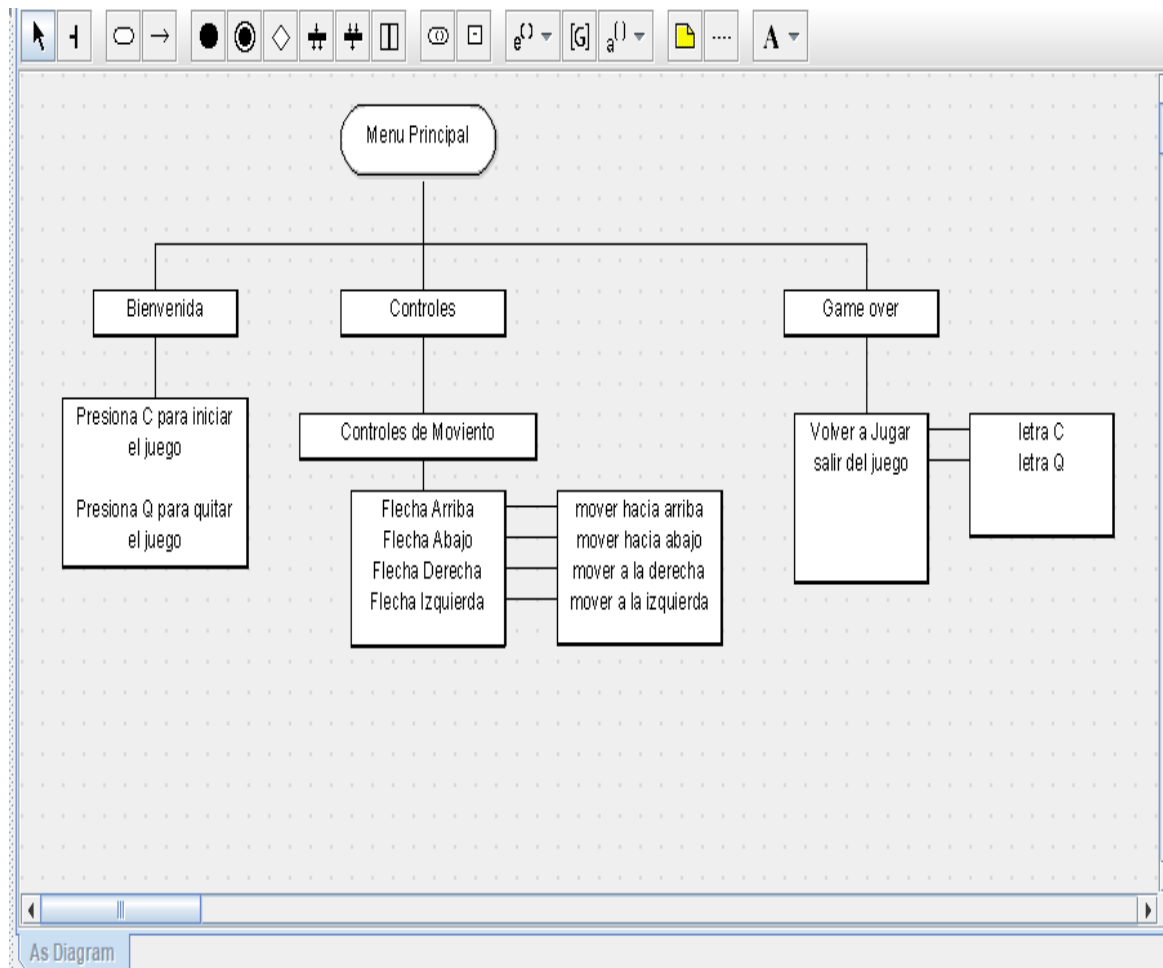 e() [G] a() A
Menu Principal
Bienvenida
Controles
Game over
Presiona C para iniciar
el juego
Presiona Q para quitar
el juego
Controles de Moviento
Flecha Arriba
Flecha Abajo
Flecha Derecha
Flecha Izquierda
mover hacia arriba
mover hacia abajo
mover a la derecha
mover a la izquierda
Volver a Jugar
salir del juego
letra C
letra Q
As Diagram